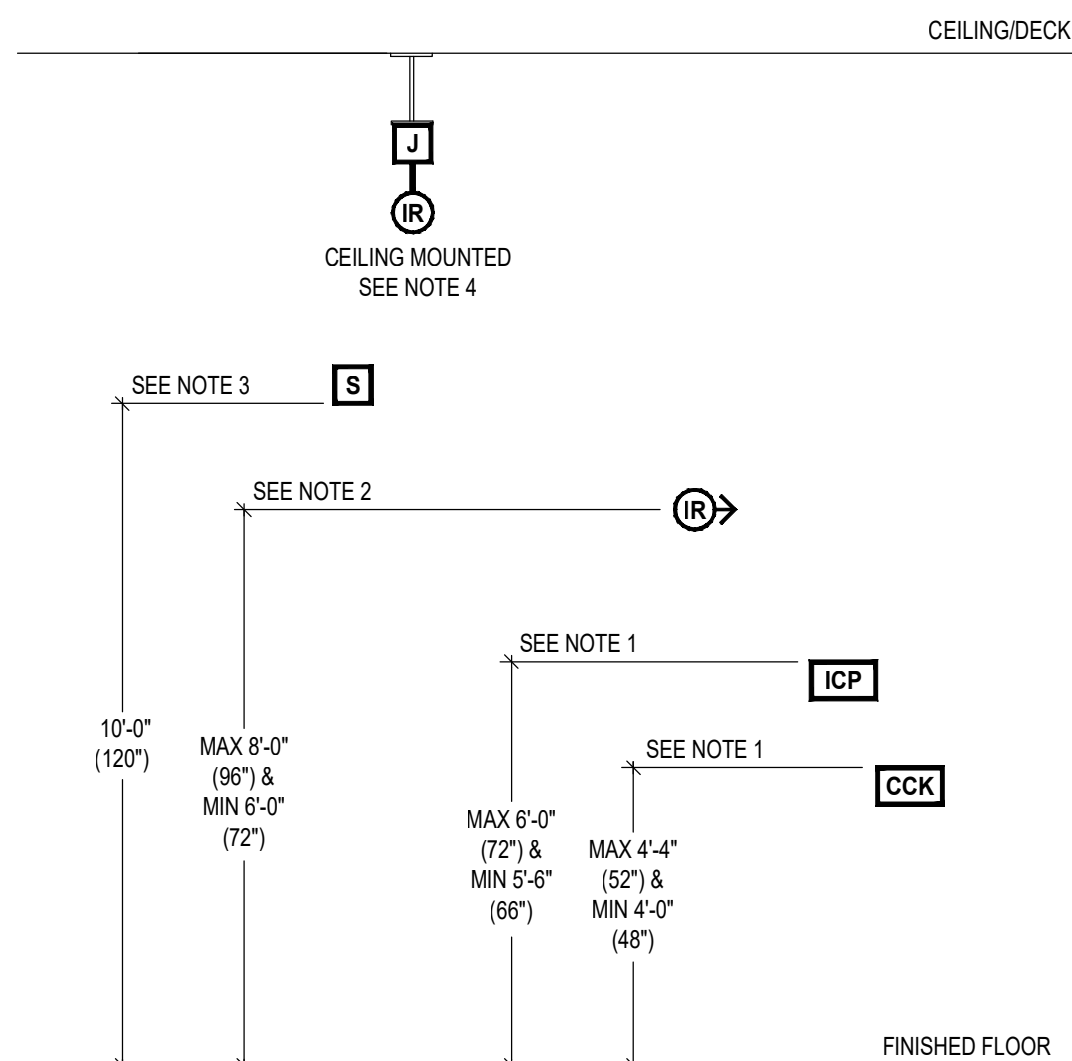 CEILING/DECK
J
IR
CEILING MOUNTED
SEE NOTE 4
SEE NOTE 3
S
SEE NOTE 2
IR
SEE NOTE 1
ICP
10'-0"
(120")
MAX 8'-0"
(96") &
MIN 6'-0"
(72")
SEE NOTE 1
CCK
MAX 6'-0"
(72") &
MIN 5'-6"
(66")
MAX 4'-4"
(52") &
MIN 4'-0"
(48")
FINISHED FLOOR